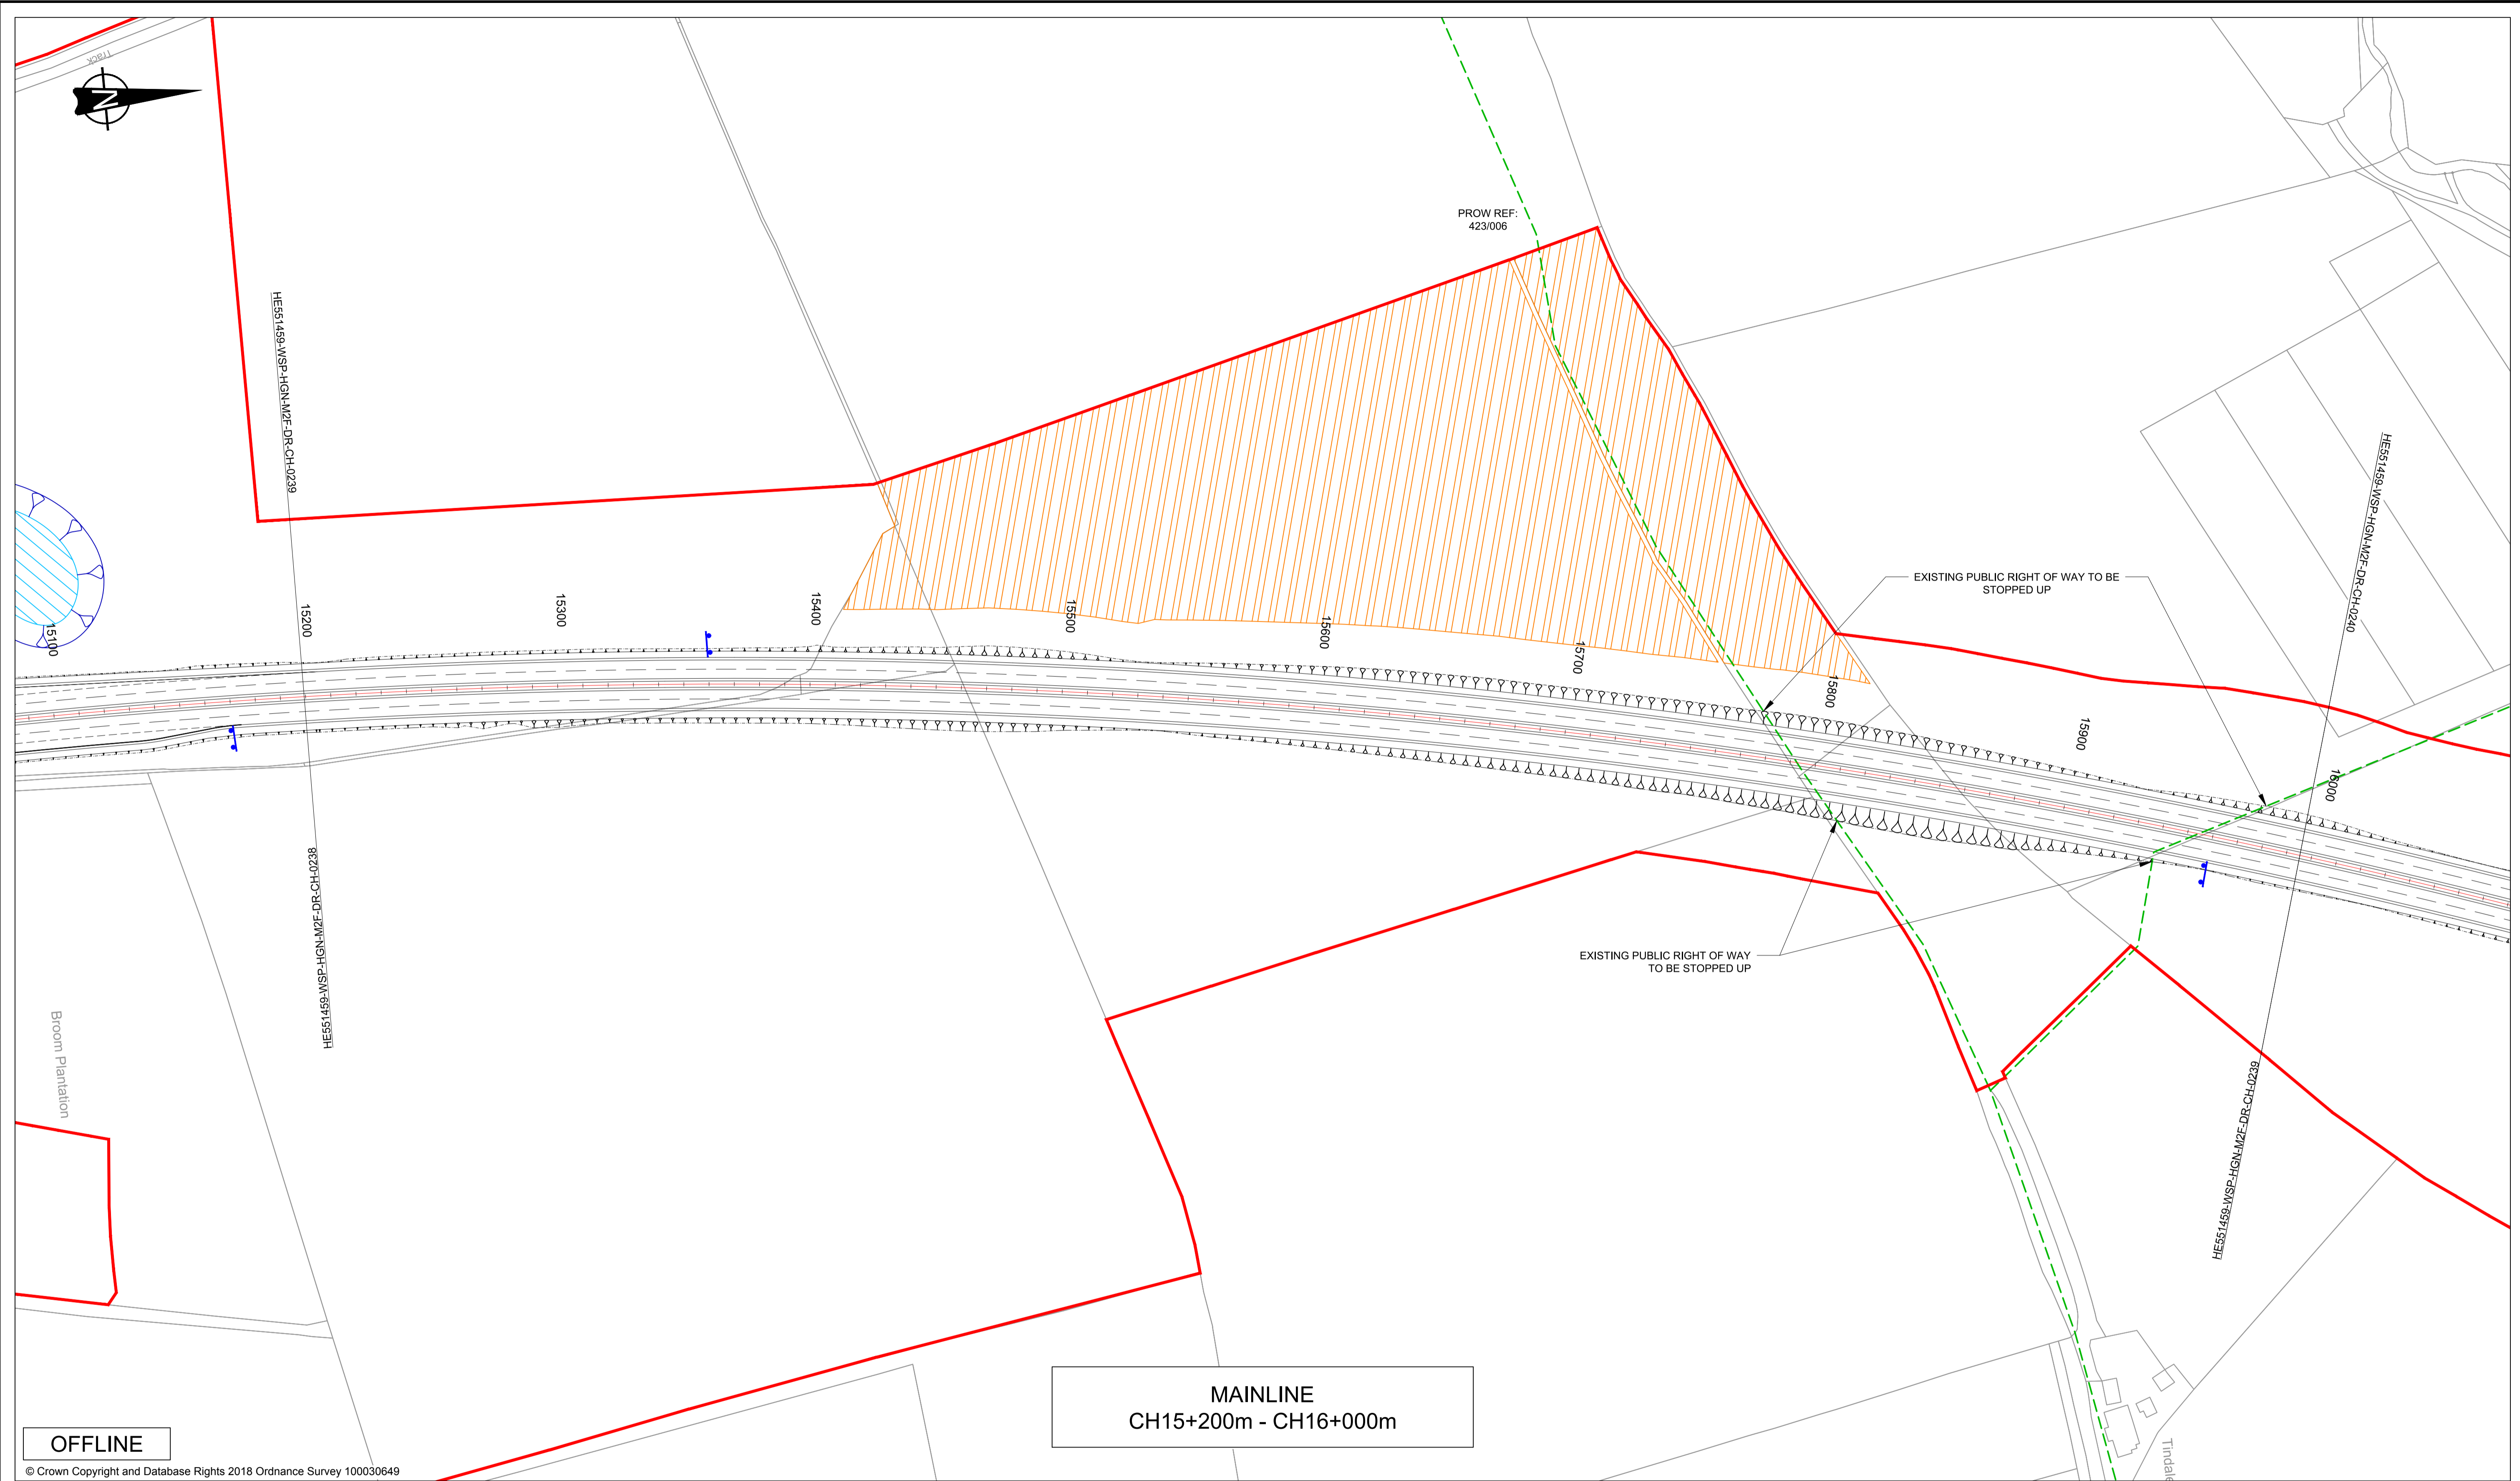 Track
N
PROW REF:
423/006
HE551459-WSP-HGN-M2F-DR-CH-0239
HE551459-WSP-HGN-M2F-DR-CH-0238
HE551459-WSP-HGN-M2F-DR-CH-0240
HE551459-WSP-HGN-M2F-DR-CH-0239
15100
15200
15300
15400
15500
15600
15700
15800
15900
16000
EXISTING PUBLIC RIGHT OF WAY TO BE
STOPPED UP
EXISTING PUBLIC RIGHT OF WAY
TO BE STOPPED UP
Broom Plantation
Tindale
MAINLINE
CH15+200m - CH16+000m
OFFLINE
© Crown Copyright and Database Rights 2018 Ordnance Survey 100030649